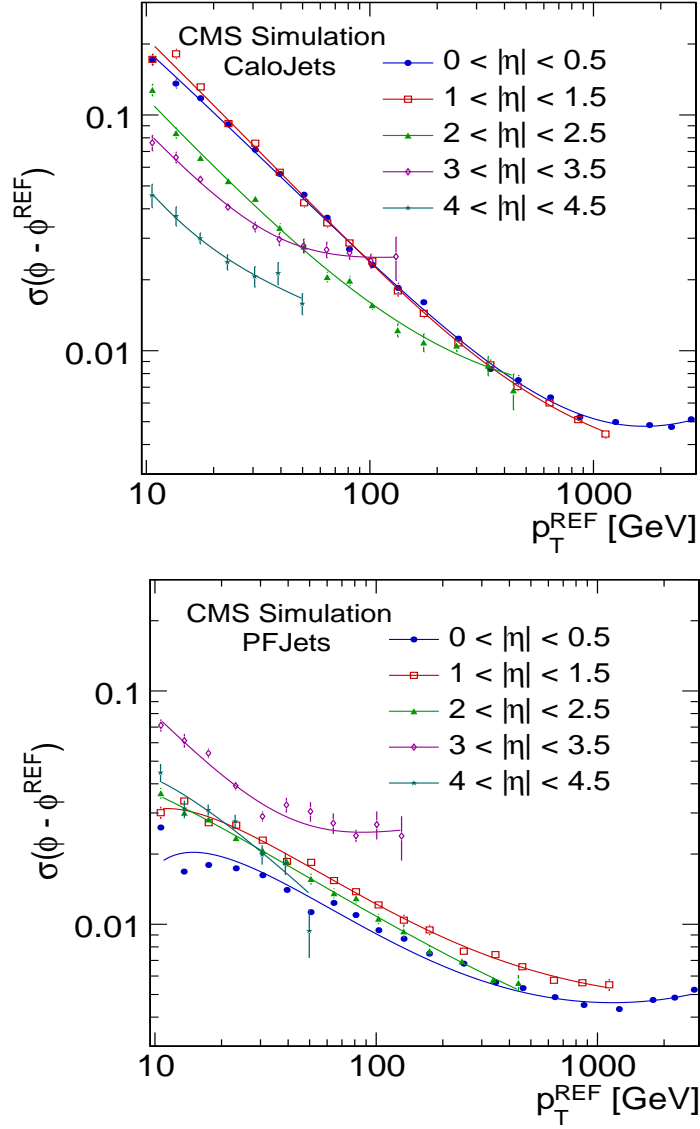 CMS Simulation
CaloJets
0 < |η| < 0.5
1 < |η| < 1.5
2 < |η| < 2.5
3 < |η| < 3.5
4 < |η| < 4.5
0.1
0.01
σ(φ - φ^REF)
10
100
1000
p_T^REF [GeV]
CMS Simulation
PFJets
0 < |η| < 0.5
1 < |η| < 1.5
2 < |η| < 2.5
3 < |η| < 3.5
4 < |η| < 4.5
0.1
0.01
σ(φ - φ^REF)
10
100
1000
p_T^REF [GeV]